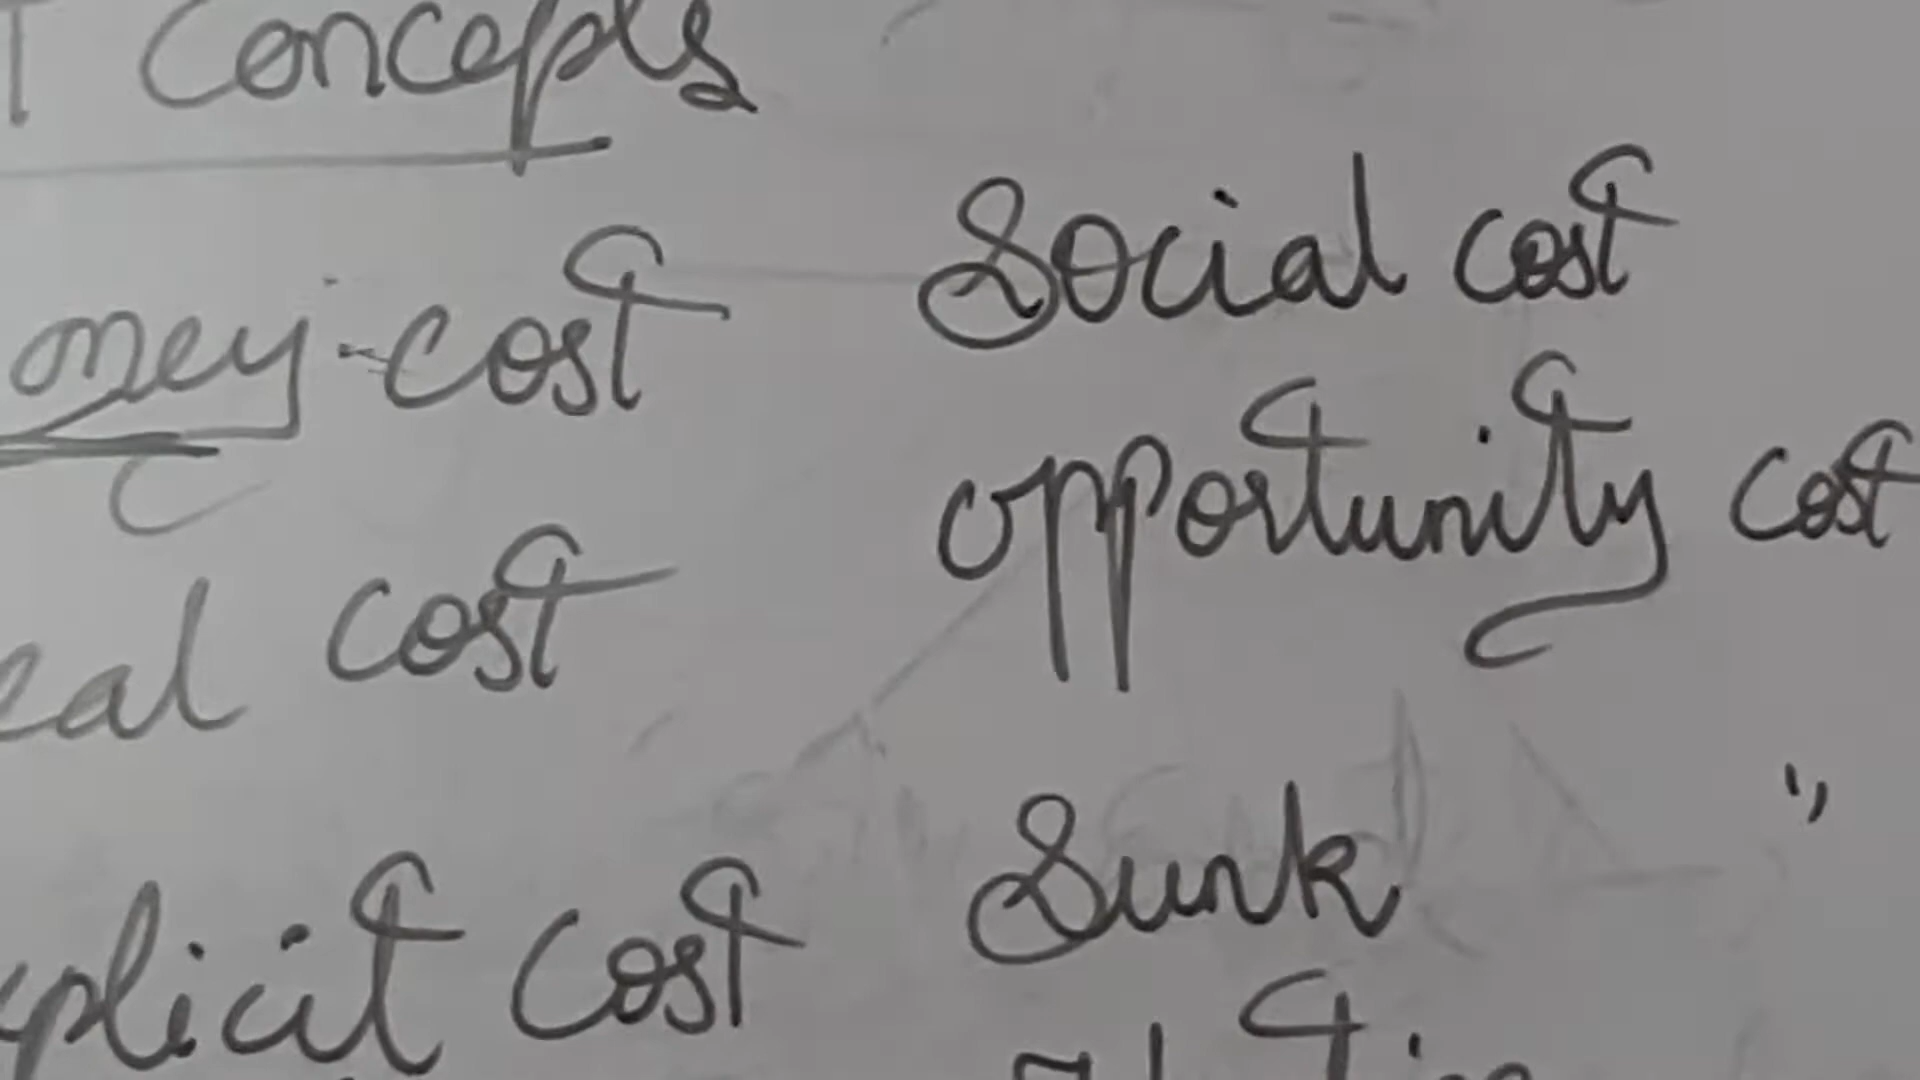 Concepts
oney cost
eal cost
plicit cost
Social cost
opportunity cost
Sunk "